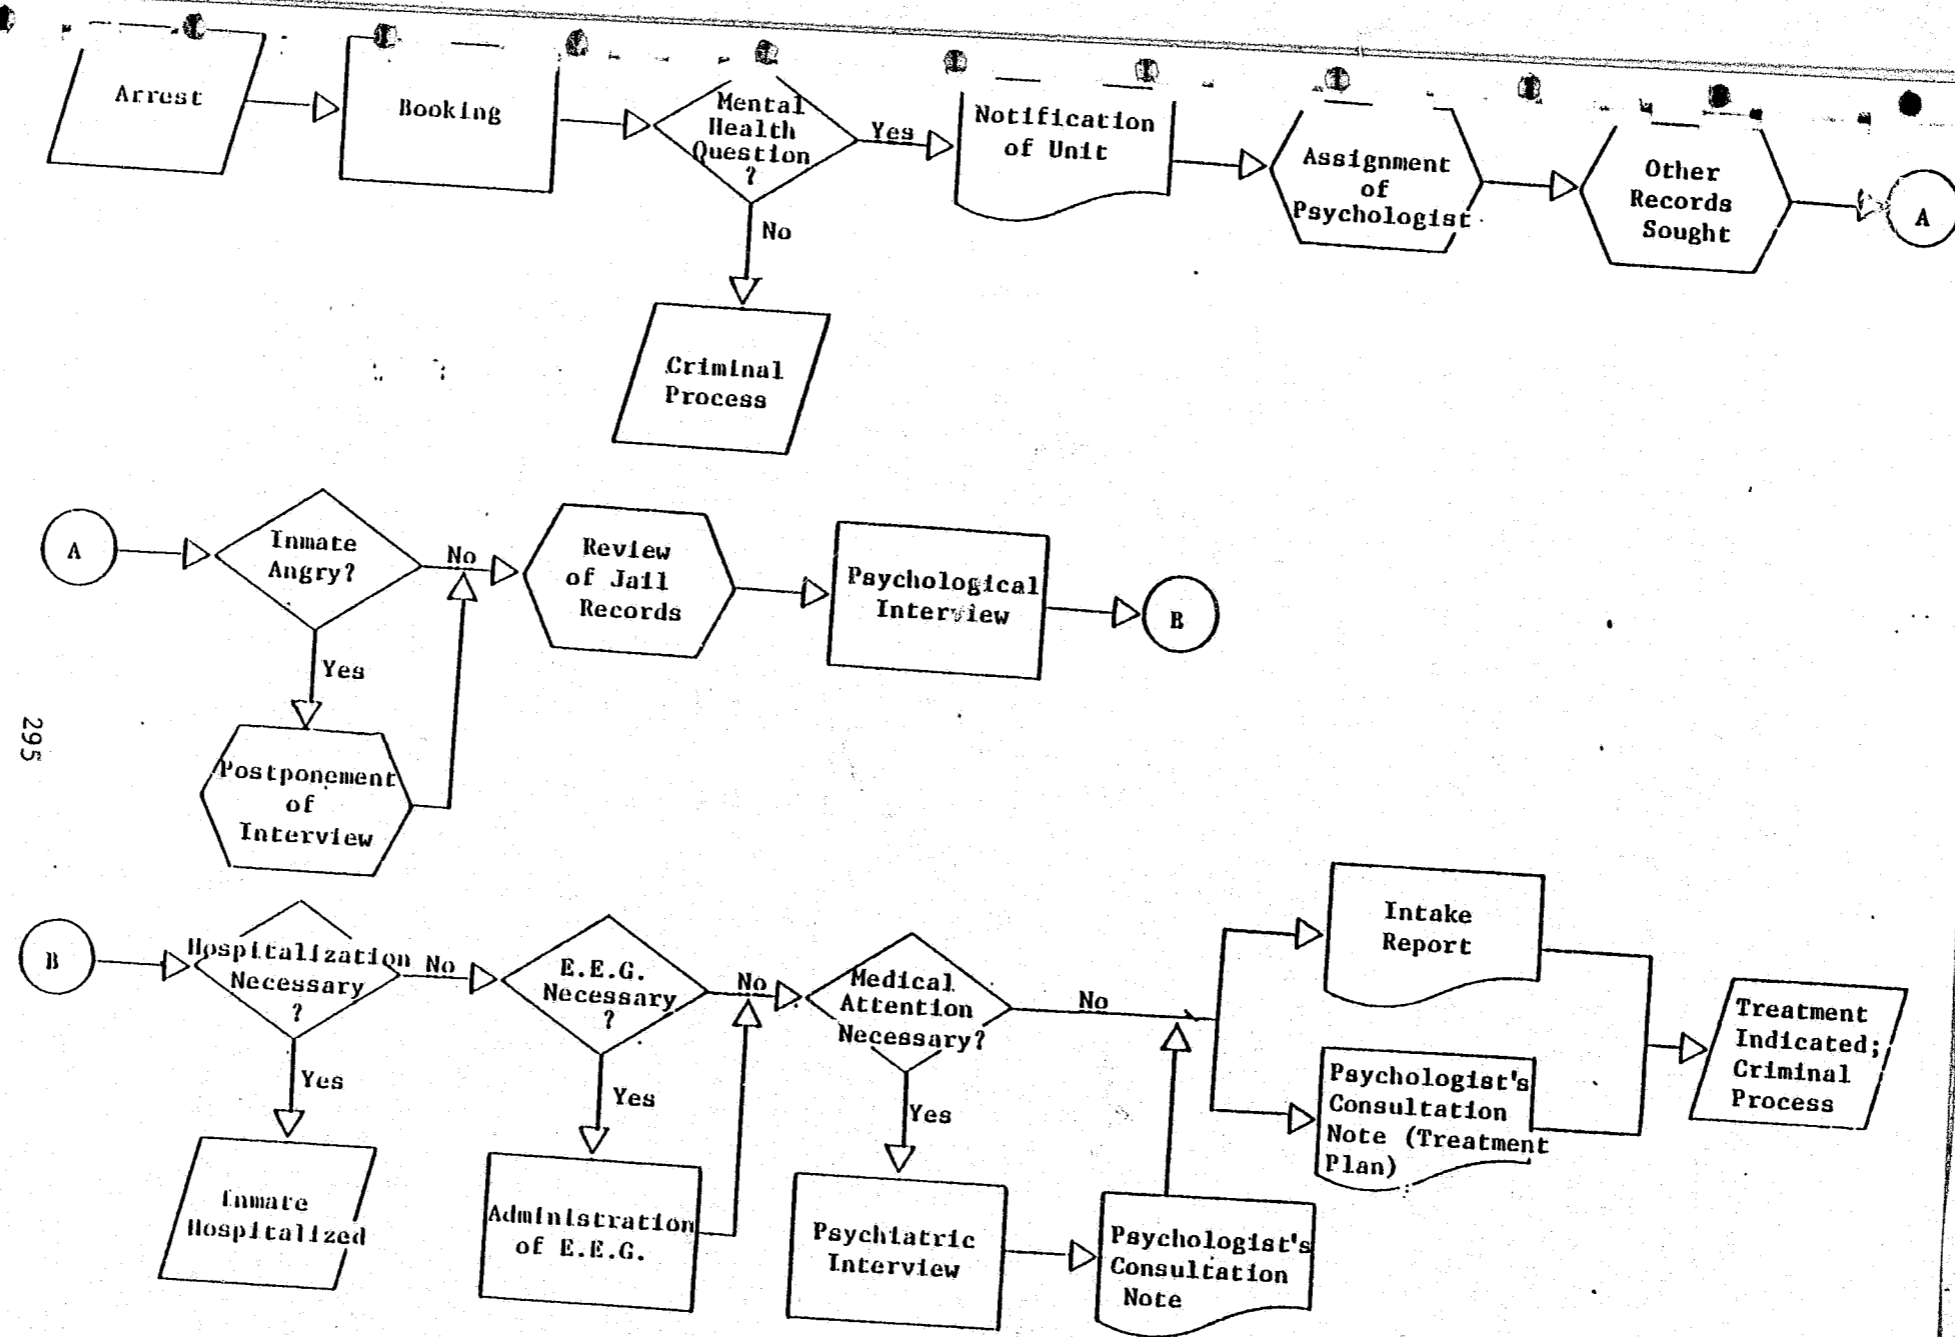 Arrest
Booking
Mental
Health
Question
?
Yes
No
Notification
of Unit
Assignment
of
Psychologist
Other
Records
Sought
A
Criminal
Process
A
Inmate
Angry?
No
Yes
Review
of Jail
Records
Psychological
Interview
B
Postponement
of
Interview
295
B
Hospitalization
Necessary
?
No
Yes
E.E.G.
Necessary
?
No
Yes
Medical
Attention
Necessary?
No
Yes
Intake
Report
Psychologist's
Consultation
Note (Treatment
Plan)
Treatment
Indicated;
Criminal
Process
Inmate
Hospitalized
Administration
of E.E.G.
Psychiatric
Interview
Psychologist's
Consultation
Note